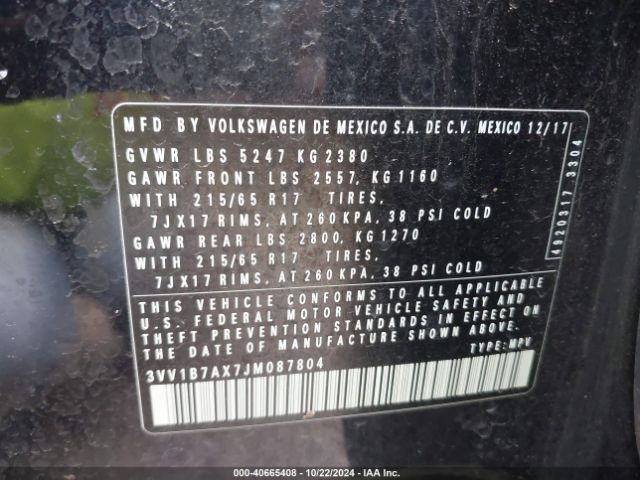 MFD BY VOLKSWAGEN DE MEXICO S.A. DE C.V. MEXICO 12/17
GVWR LBS 5247 KG 2380
GAWR FRONT LBS 2557, KG 1160
WITH 215/65 R17 TIRES,
7JX17 RIMS, AT 260 KPA, 38 PSI COLD
GAWR REAR LBS 2800, KG 1270
WITH 215/65 R17 TIRES,
7JX17 RIMS, AT 260 KPA, 38 PSI COLD
THIS VEHICLE CONFORMS TO ALL APPLICABLE
U.S. FEDERAL MOTOR VEHICLE SAFETY AND
THEFT PREVENTION STANDARDS IN EFFECT ON
THE DATE OF MANUFACTURE SHOWN ABOVE.
3VV1B7AX7JM087804 TYPE: MPV
4920317 3304
000-40665408 - 10/22/2024 - IAA Inc.